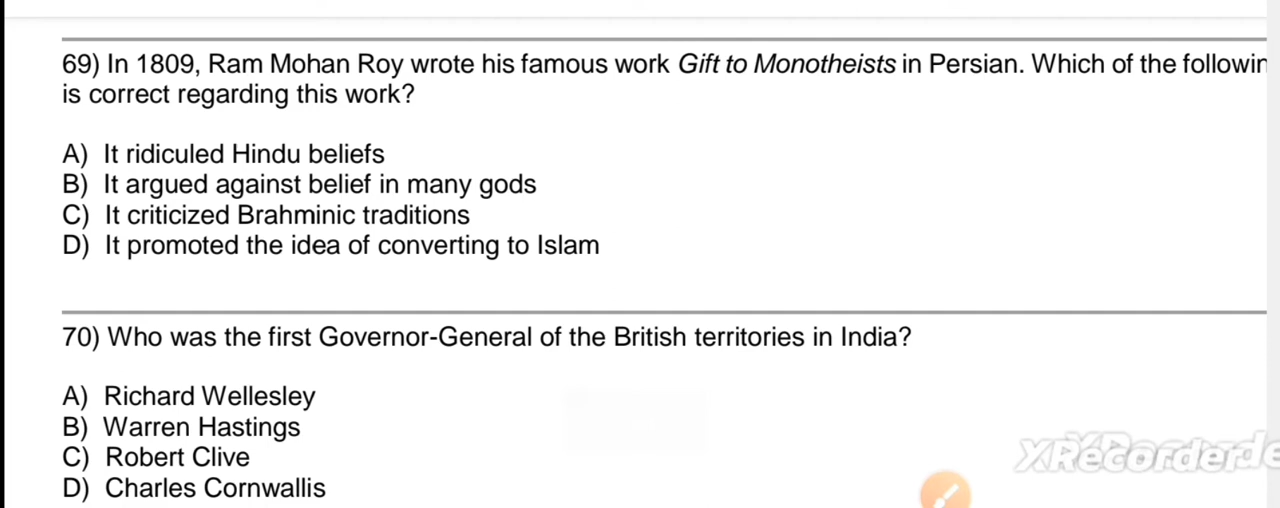 69) In 1809, Ram Mohan Roy wrote his famous work Gift to Monotheists in Persian. Which of the followin
is correct regarding this work?
A) It ridiculed Hindu beliefs
B) It argued against belief in many gods
C) It criticized Brahminic traditions
D) It promoted the idea of converting to Islam
70) Who was the first Governor-General of the British territories in India?
A) Richard Wellesley
B) Warren Hastings
C) Robert Clive
D) Charles Cornwallis